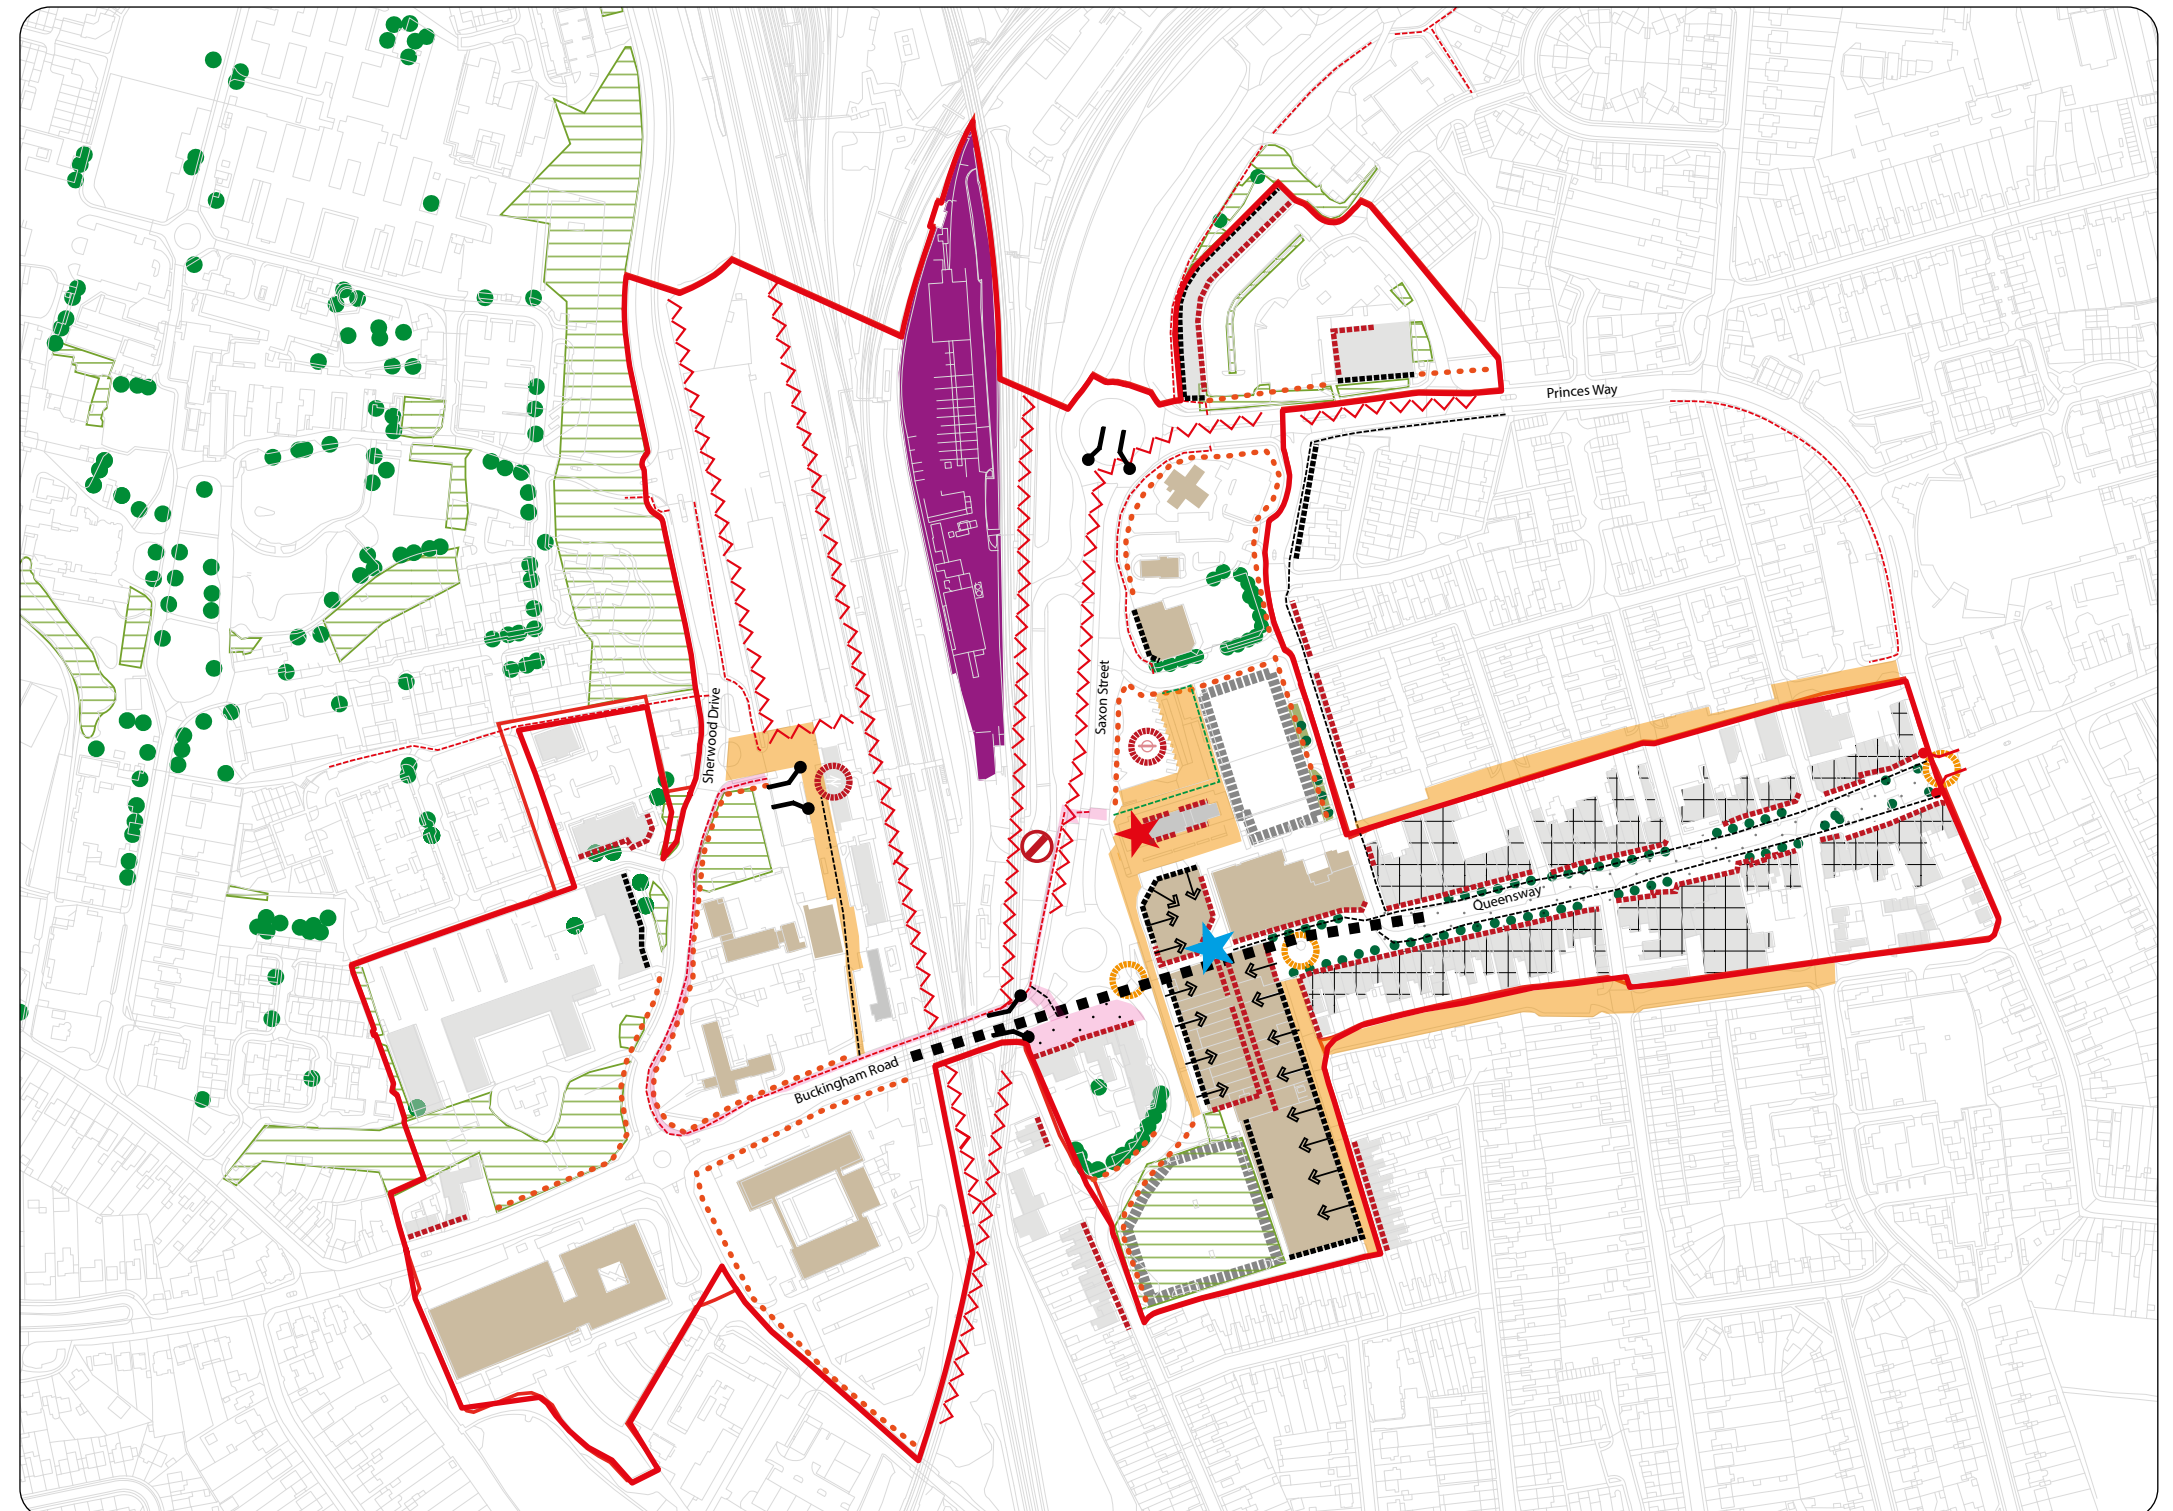 Princes Way
Saxon Street
Sherwood Drive
Queensway
Buckingham Road